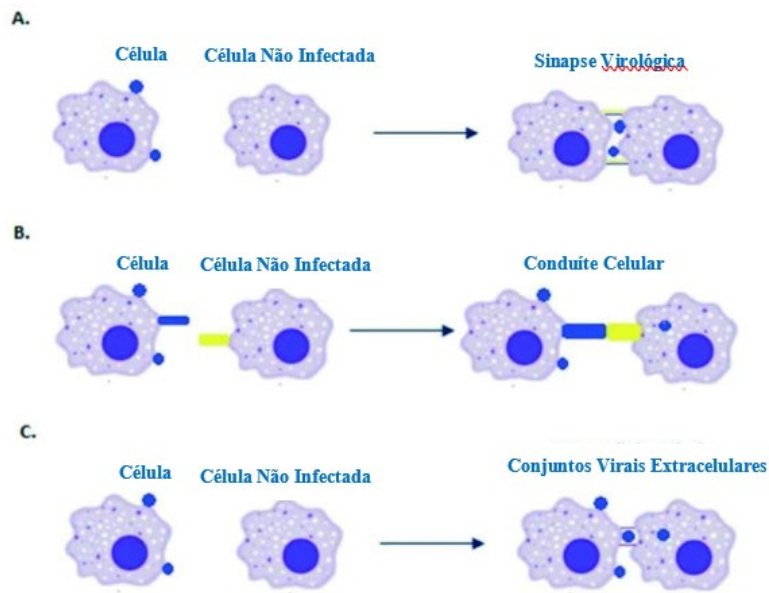 A.
Célula
Célula Não Infectada
Sinapse Virológica
B.
Célula
Célula Não Infectada
Conduíte Celular
C.
Célula
Célula Não Infectada
Conjuntos Virais Extracelulares